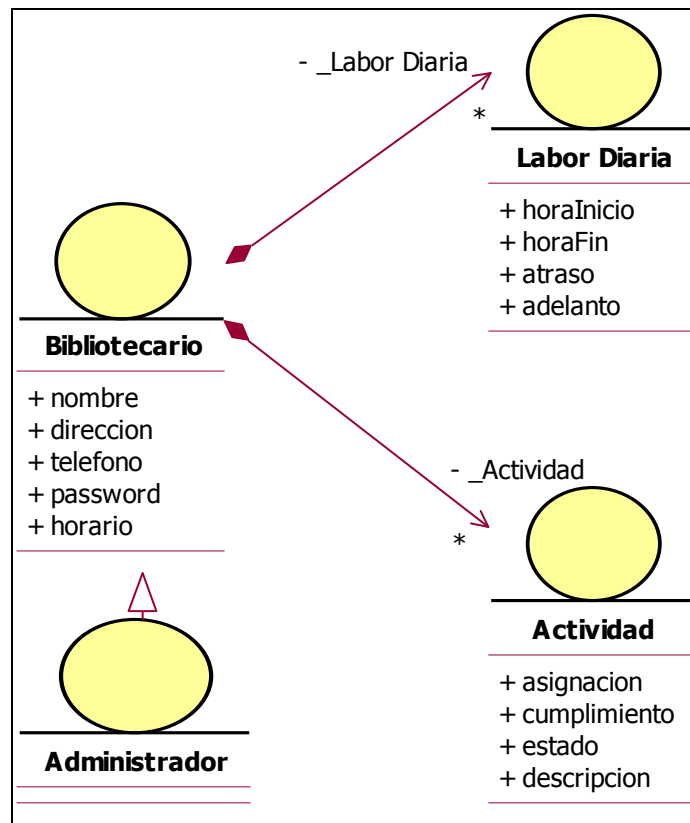 - _Labor Diaria
*
Labor Diaria
+ horaInicio
+ horaFin
+ atraso
+ adelanto
Bibliotecario
+ nombre
+ direccion
+ telefono
+ password
+ horario
- _Actividad
*
Actividad
+ asignacion
+ cumplimiento
+ estado
+ descripcion
Administrador